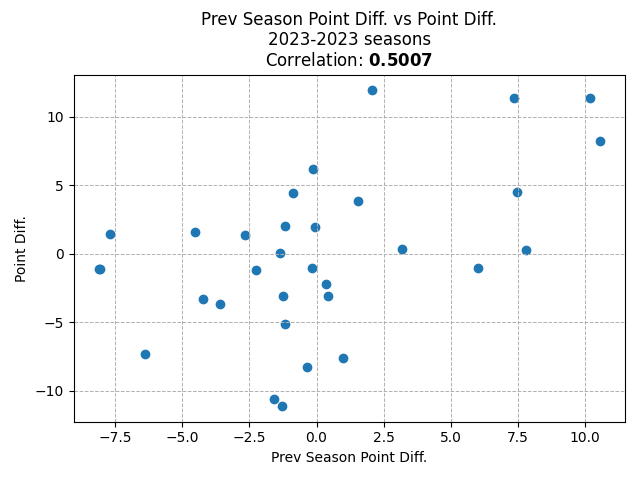 Prev Season Point Diff. vs Point Diff.
2023-2023 seasons
Correlation: 0.5007
10
5
0
−5
−10
Point Diff.
−7.5 −5.0 −2.5 0.0 2.5 5.0 7.5 10.0
Prev Season Point Diff.